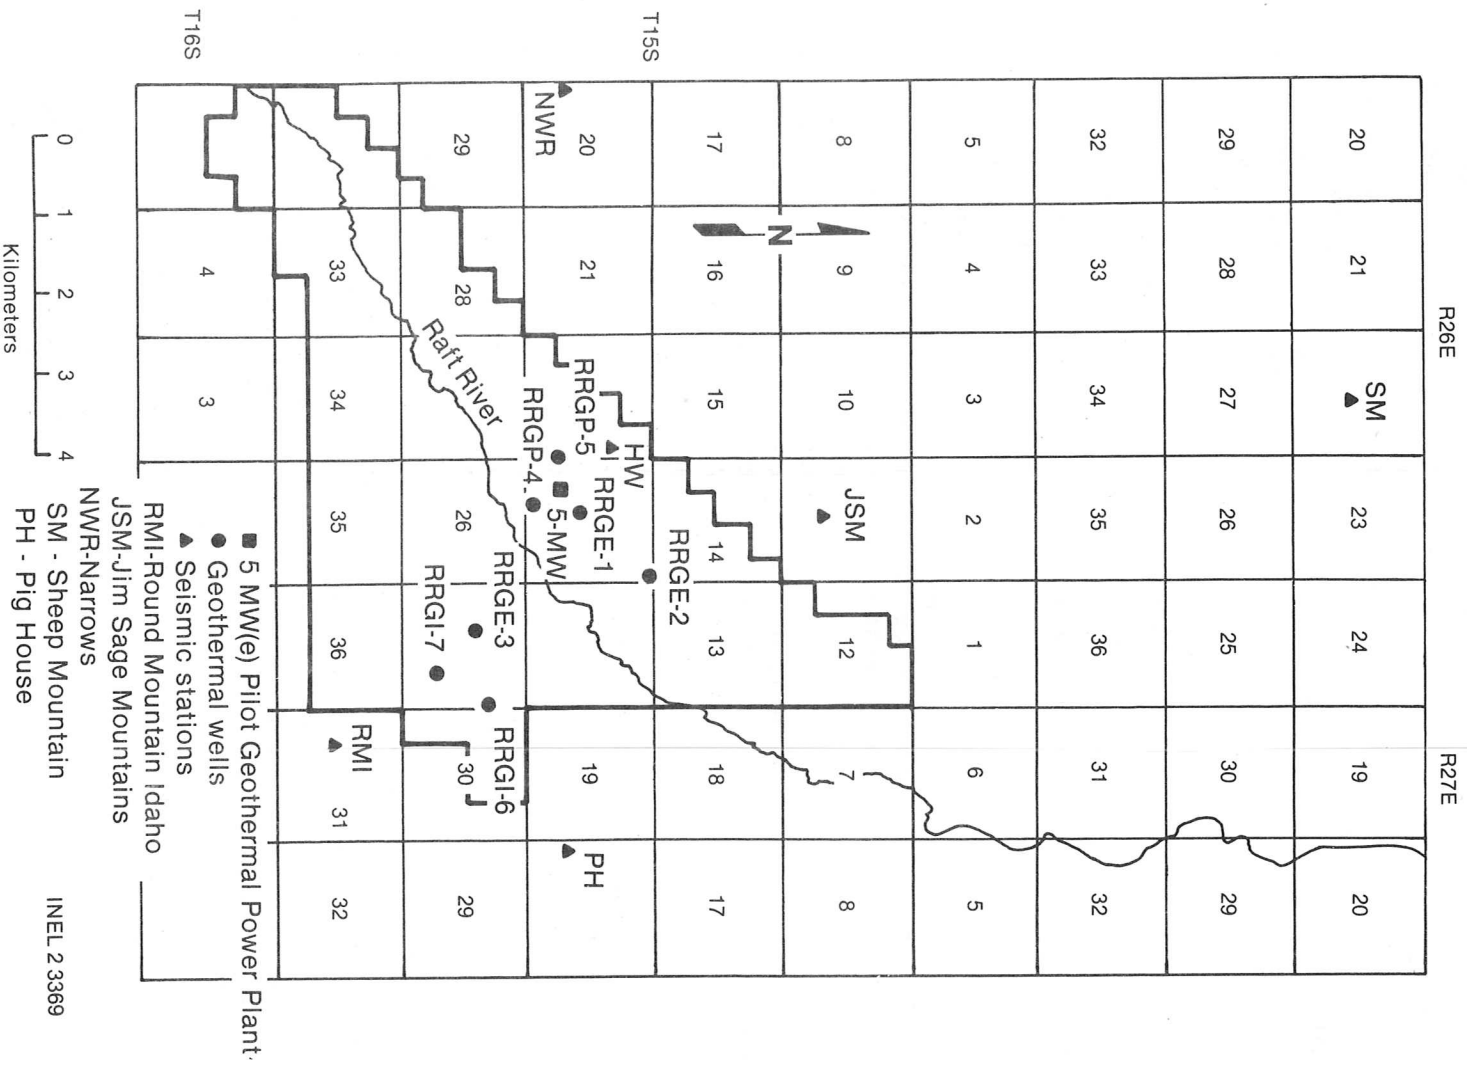 R26E R27E
SM
20 21 23 24 19 20
29 28 27 26 25 30 29
32 33 34 35 36 31 32
5 4 3 2 1 6 5
8 9 10 JSM 12 7 8
N
17 16 15 14 13 18 17
RRGE-2
T15S
HW
RRGE-1
20 21 RRGP-5 19 PH
5-MW
NWR RRGP-4
RRGE-3 RRGI-6
Raft River
29 28 26 30 29
RRGI-7
RMI
33 34 35 36 31 32
4 3
T16S
5 MW(e) Pilot Geothermal Power Plant
Geothermal wells
Seismic stations
RMI-Round Mountain Idaho
JSM-Jim Sage Mountains
NWR-Narrows
SM - Sheep Mountain
PH - Pig House
0 1 2 3 4
Kilometers
INEL 2 3369